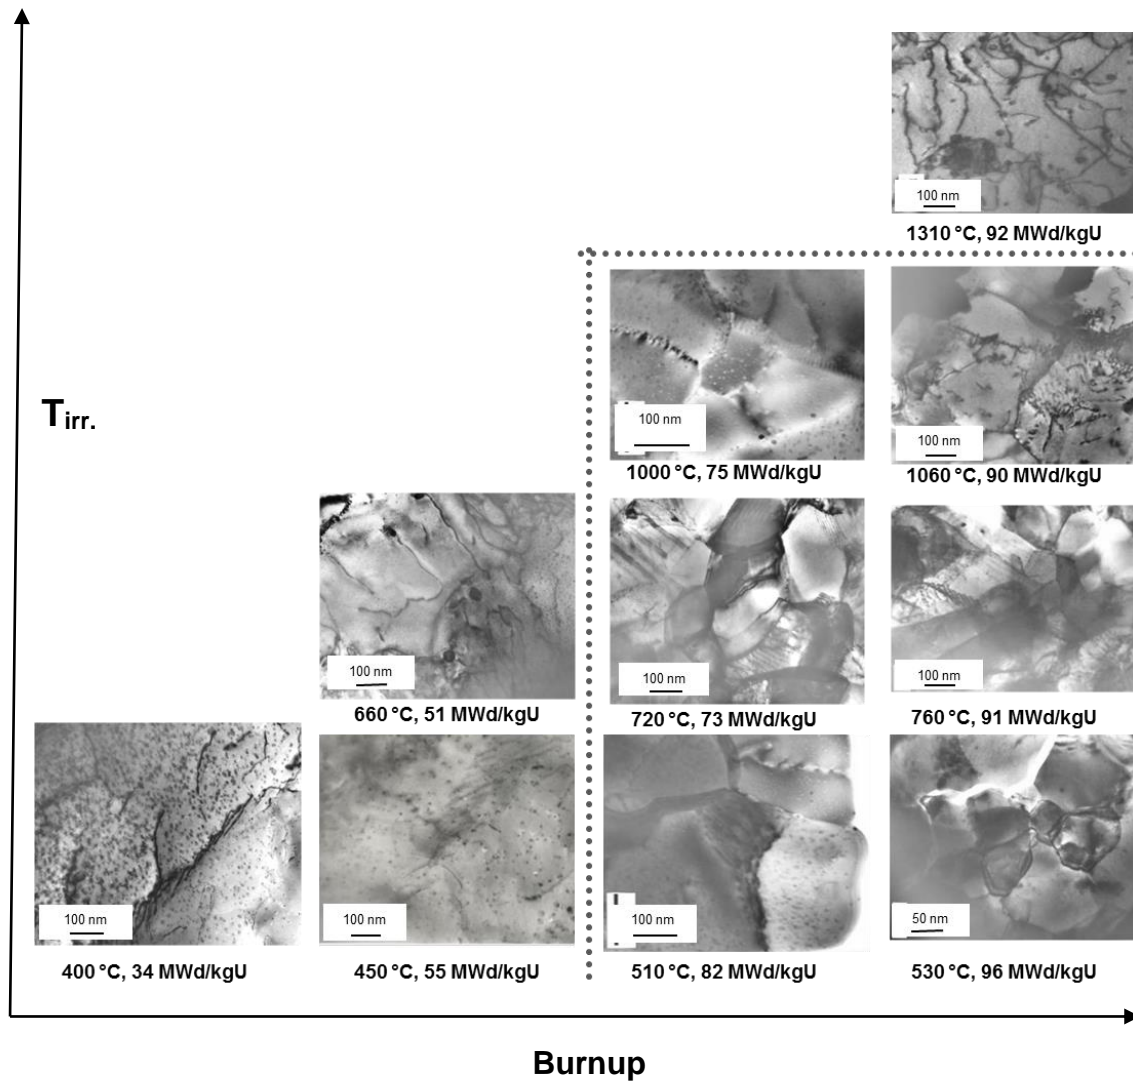 100 nm
1310 °C, 92 MWd/kgU
100 nm
100 nm
1000 °C, 75 MWd/kgU
1060 °C, 90 MWd/kgU
Tirr.
100 nm
100 nm
100 nm
660 °C, 51 MWd/kgU
720 °C, 73 MWd/kgU
760 °C, 91 MWd/kgU
100 nm
100 nm
100 nm
50 nm
400 °C, 34 MWd/kgU
450 °C, 55 MWd/kgU
510 °C, 82 MWd/kgU
530 °C, 96 MWd/kgU
Burnup